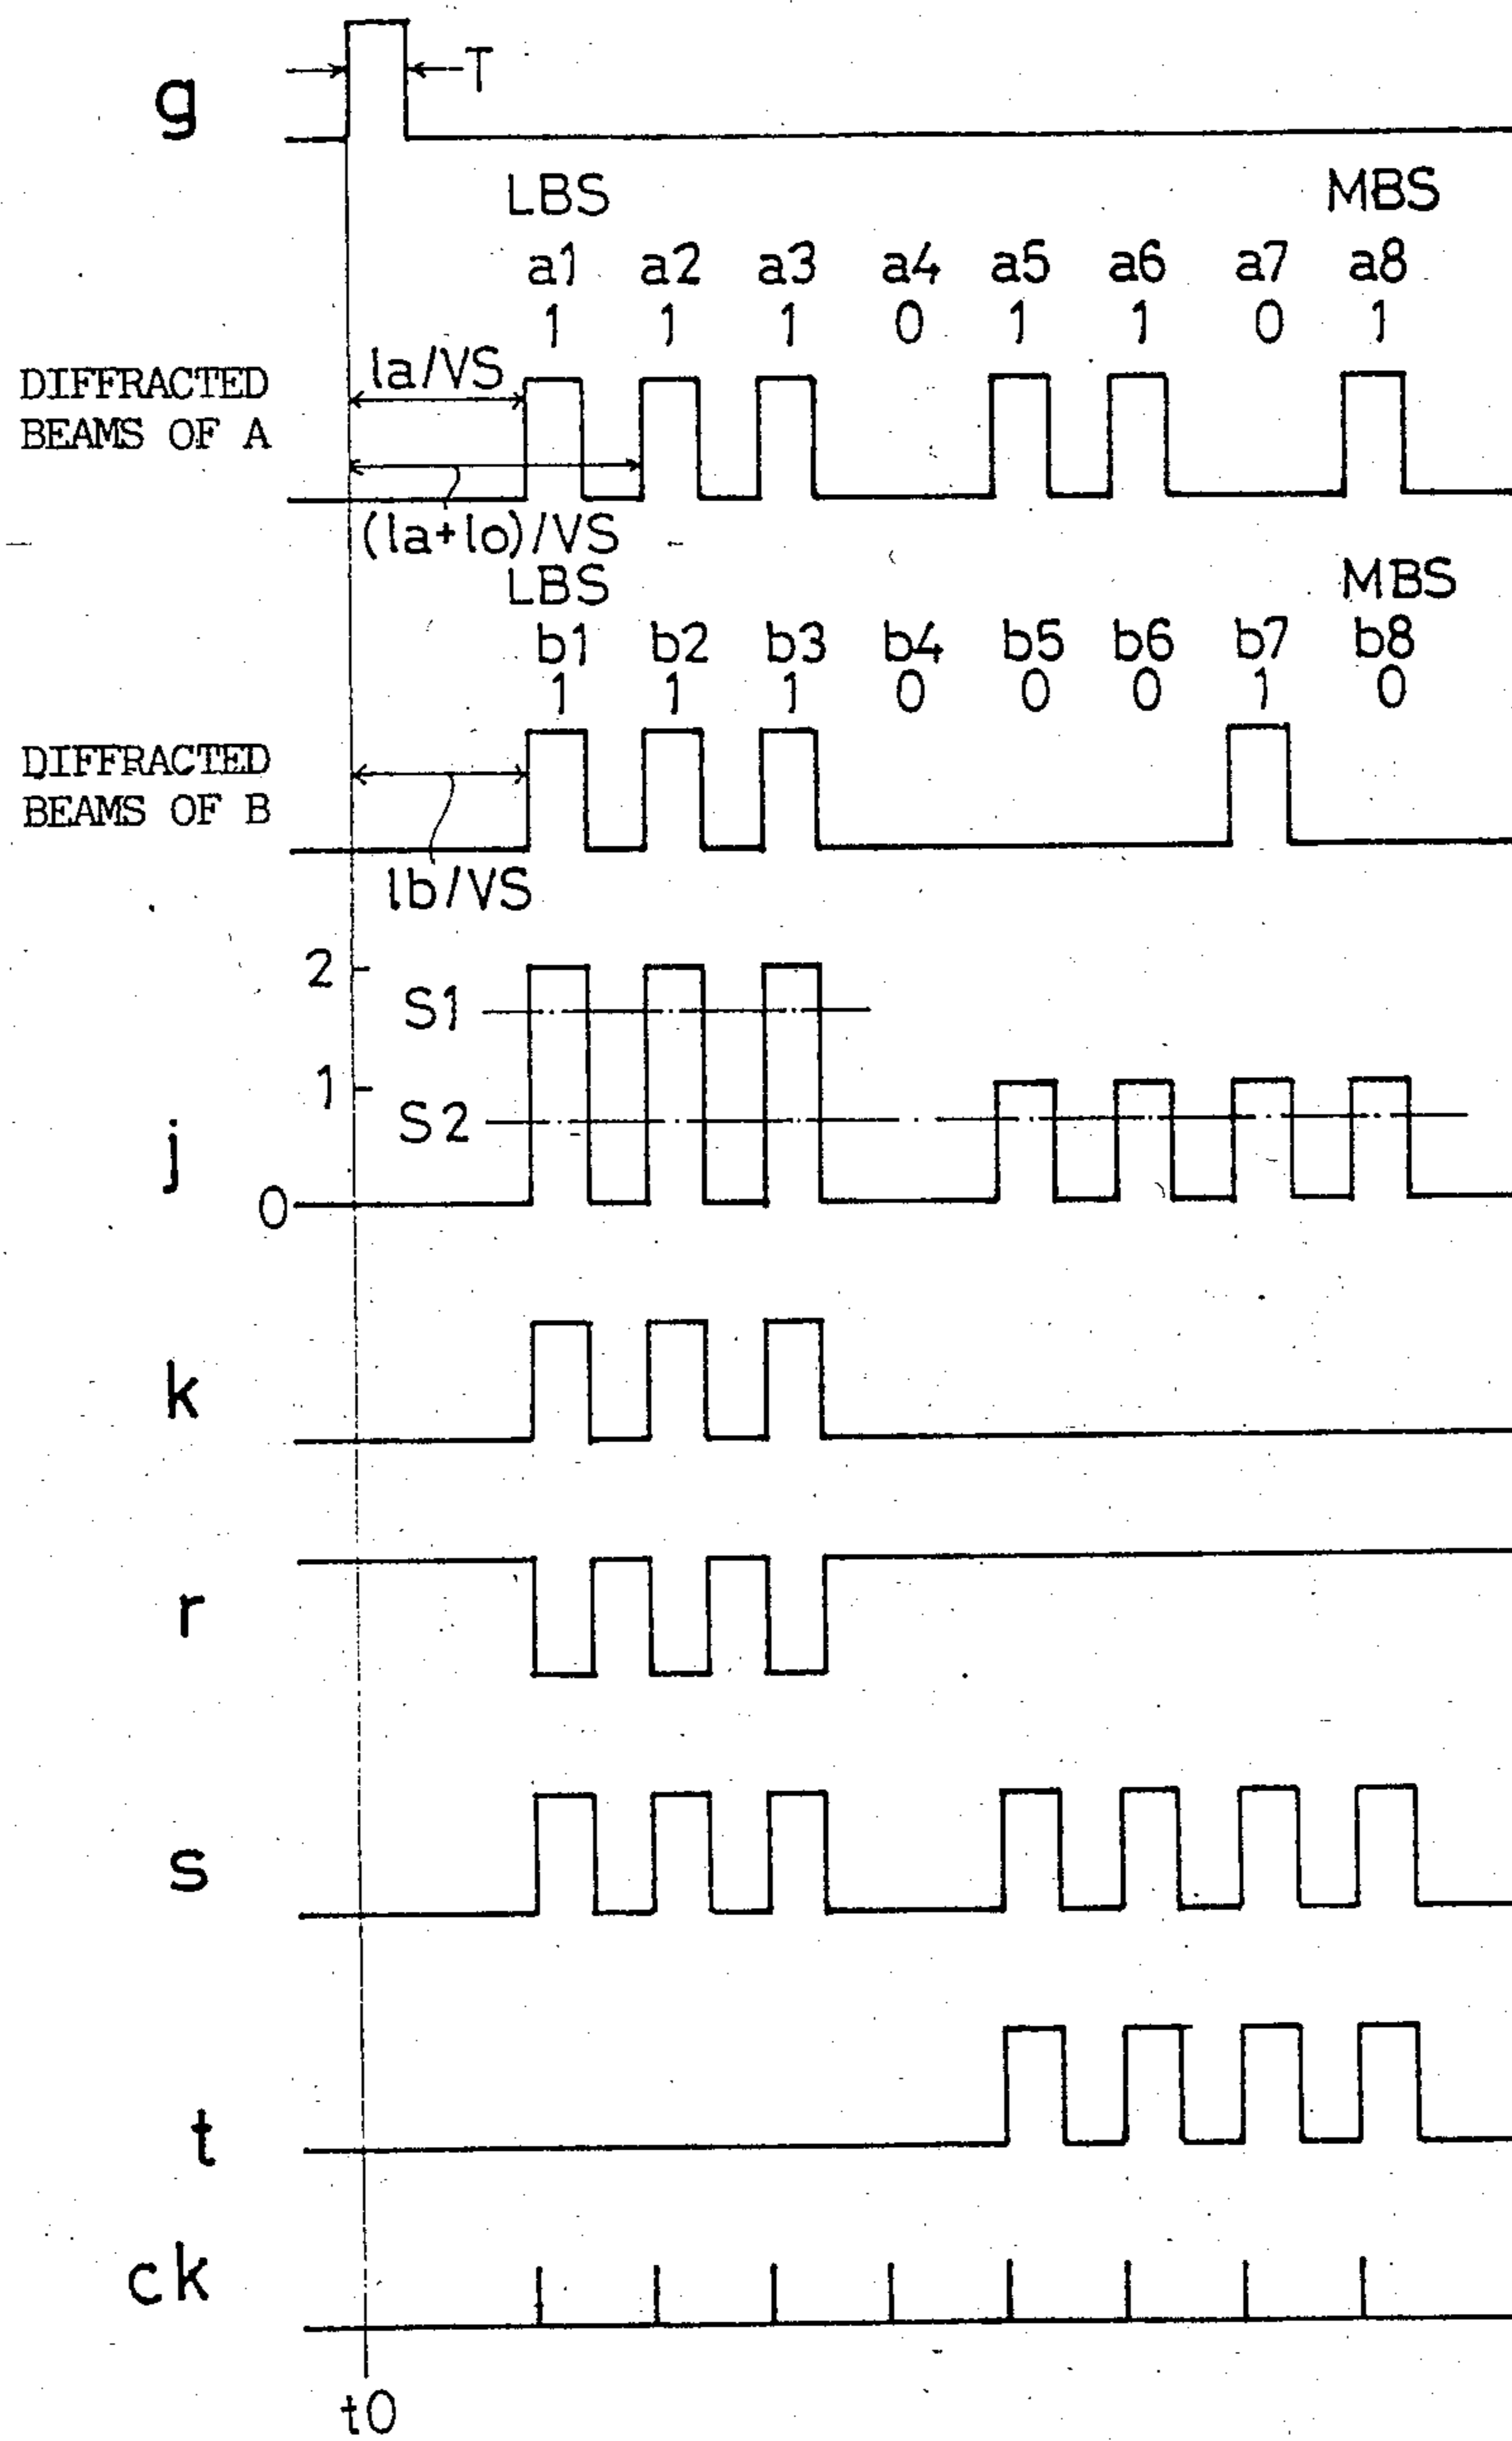 g
T
LBS MBS
a1 a2 a3 a4 a5 a6 a7 a8
1 1 1 0 1 1 0 1
la/VS
DIFFRACTED
BEAMS OF A
(la+lo)/VS
LBS MBS
b1 b2 b3 b4 b5 b6 b7 b8
1 1 1 0 0 0 1 0
DIFFRACTED
BEAMS OF B
lb/VS
2
S1
1
S2
j
0
k
r
s
t
ck
t0